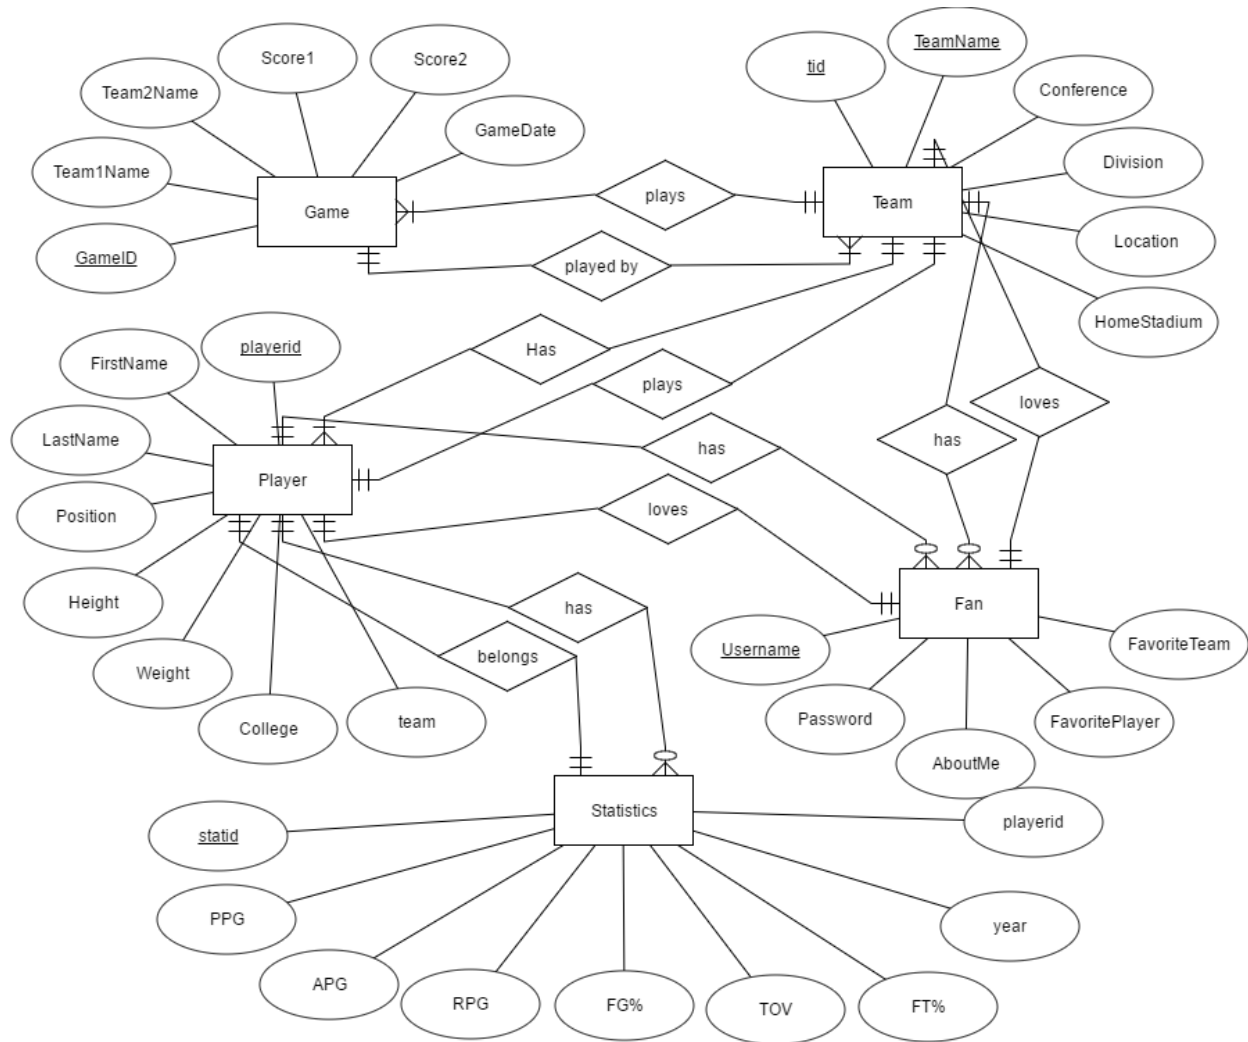 TeamName
Score1
Score2
tid
Team2Name
Conference
GameDate
Division
Team1Name
plays
Team
Game
Location
GameID
played by
HomeStadium
playerid
FirstName
Has
plays
loves
LastName
has
has
Player
loves
Position
Height
has
Fan
Username
belongs
FavoriteTeam
Weight
College
team
Password
FavoritePlayer
AboutMe
Statistics
playerid
statid
PPG
year
APG
RPG
FG%
TOV
FT%